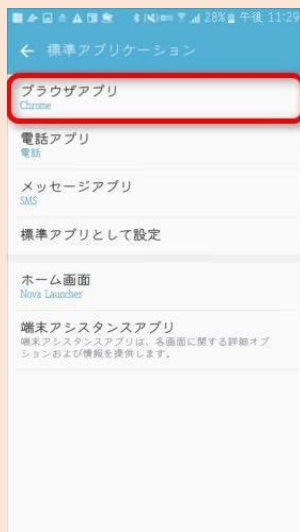 28% 午後 11:29
← 標準アプリケーション
ブラウザアプリ
Chrome
電話アプリ
電話
メッセージアプリ
SMS
標準アプリとして設定
ホーム画面
Nova Launcher
端末アシスタンスアプリ
端末アシスタンスアプリは、各画面に関する詳細オプ
ションおよび情報を提供します。